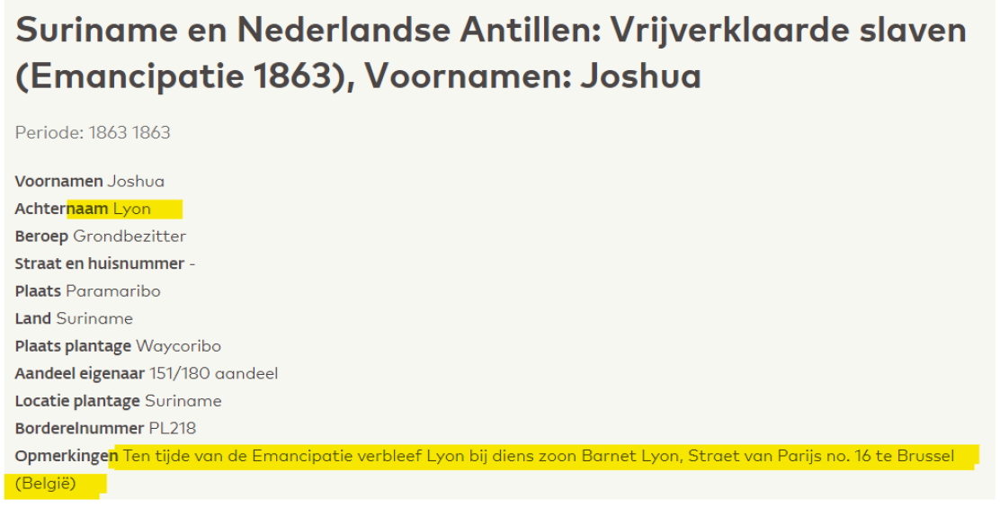 Suriname en Nederlandse Antillen: Vrijverklaarde slaven
(Emancipatie 1863), Voornamen: Joshua
Periode: 1863 1863
Voornamen Joshua
Achternaam Lyon
Beroep Grondbezitter
Straat en huisnummer -
Plaats Paramaribo
Land Suriname
Plaats plantage Waycoribo
Aandeel eigenaar 151/180 aandeel
Locatie plantage Suriname
Borderelnummer PL218
Opmerkingen Ten tijde van de Emancipatie verbleef Lyon bij diens zoon Barnet Lyon, Straet van Parijs no. 16 te Brussel
(België)